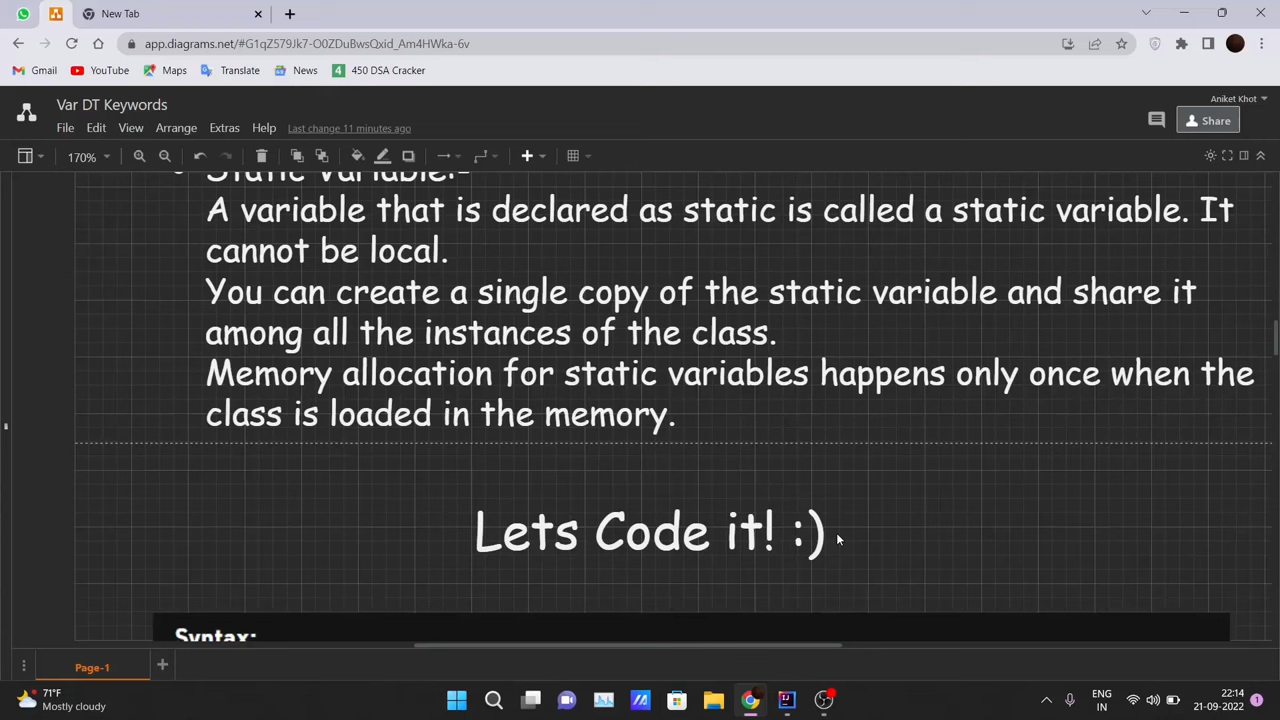 New Tab
app.diagrams.net/#G1qZ579Jk7-O0ZDuBwsQxid_Am4HWka-6v
Gmail YouTube Maps Translate News 4 450 DSA Cracker
Var DT Keywords
Aniket Khot
File Edit View Arrange Extras Help Last change 11 minutes ago
Share
170%
Static Variable:-
A variable that is declared as static is called a static variable. It
cannot be local.
You can create a single copy of the static variable and share it
among all the instances of the class.
Memory allocation for static variables happens only once when the
class is loaded in the memory.
Lets Code it! :)
Syntax:
Page-1
71°F
Mostly cloudy
ENG
IN
22:14
21-09-2022